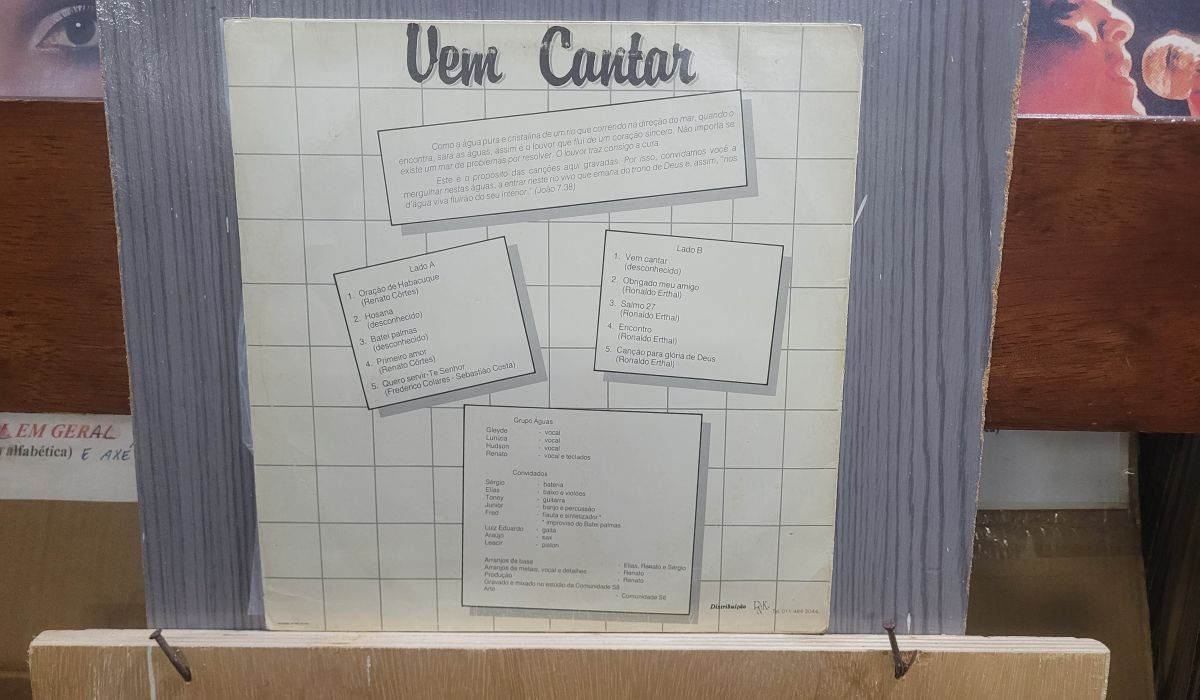 Vem Cantar
Como a água pura e cristalina de um rio que correndo na direção do mar, quando o
encontra, sara as águas, assim é o louvor que flui de um coração sincero. Não importa se
existe um mar de problemas por resolver. O louvor traz consigo a cura.
Este é o propósito das canções aqui gravadas. Por isso, convidamos você a
mergulhar nestas águas, a entrar neste rio vivo que emana do trono de Deus e, assim, "rios
d'água viva fluirão do seu interior." (João 7:38)
Lado A
1. Oração de Habacuque
(Renato Côrtes)
2. Hosana
(desconhecido)
3. Batei palmas
(desconhecido)
4. Primeiro amor
(Renato Côrtes)
5. Quero servir-Te Senhor
(Frederico Colares - Sebastião Costa)
Lado B
1. Vem cantar
(desconhecido)
2. Obrigado meu amigo
(Ronaldo Erthal)
3. Salmo 27
(Ronaldo Erthal)
4. Encontro
(Ronaldo Erthal)
5. Canção para glória de Deus
(Ronaldo Erthal)
Grupo Águas
Gleyde - vocal
Lunízia - vocal
Hudson - vocal
Renato - vocal e teclados
Convidados
Sérgio - bateria
Elias - baixo e violões
Toney - guitarra
Junior - banjo e percussão
Fred - flauta e sintetizador *
* improviso do Batei palmas
Luiz Eduardo - gaita
Araújo - sax
Leacir - piston
Arranjos de base - Elias, Renato e Sérgio
Arranjos de metais, vocal e detalhes - Renato
Produção - Renato
Gravado e mixado no estúdio da Comunidade S8
Arte - Comunidade S8
Distribuição
EM GERAL
alfabética) E AXÉ